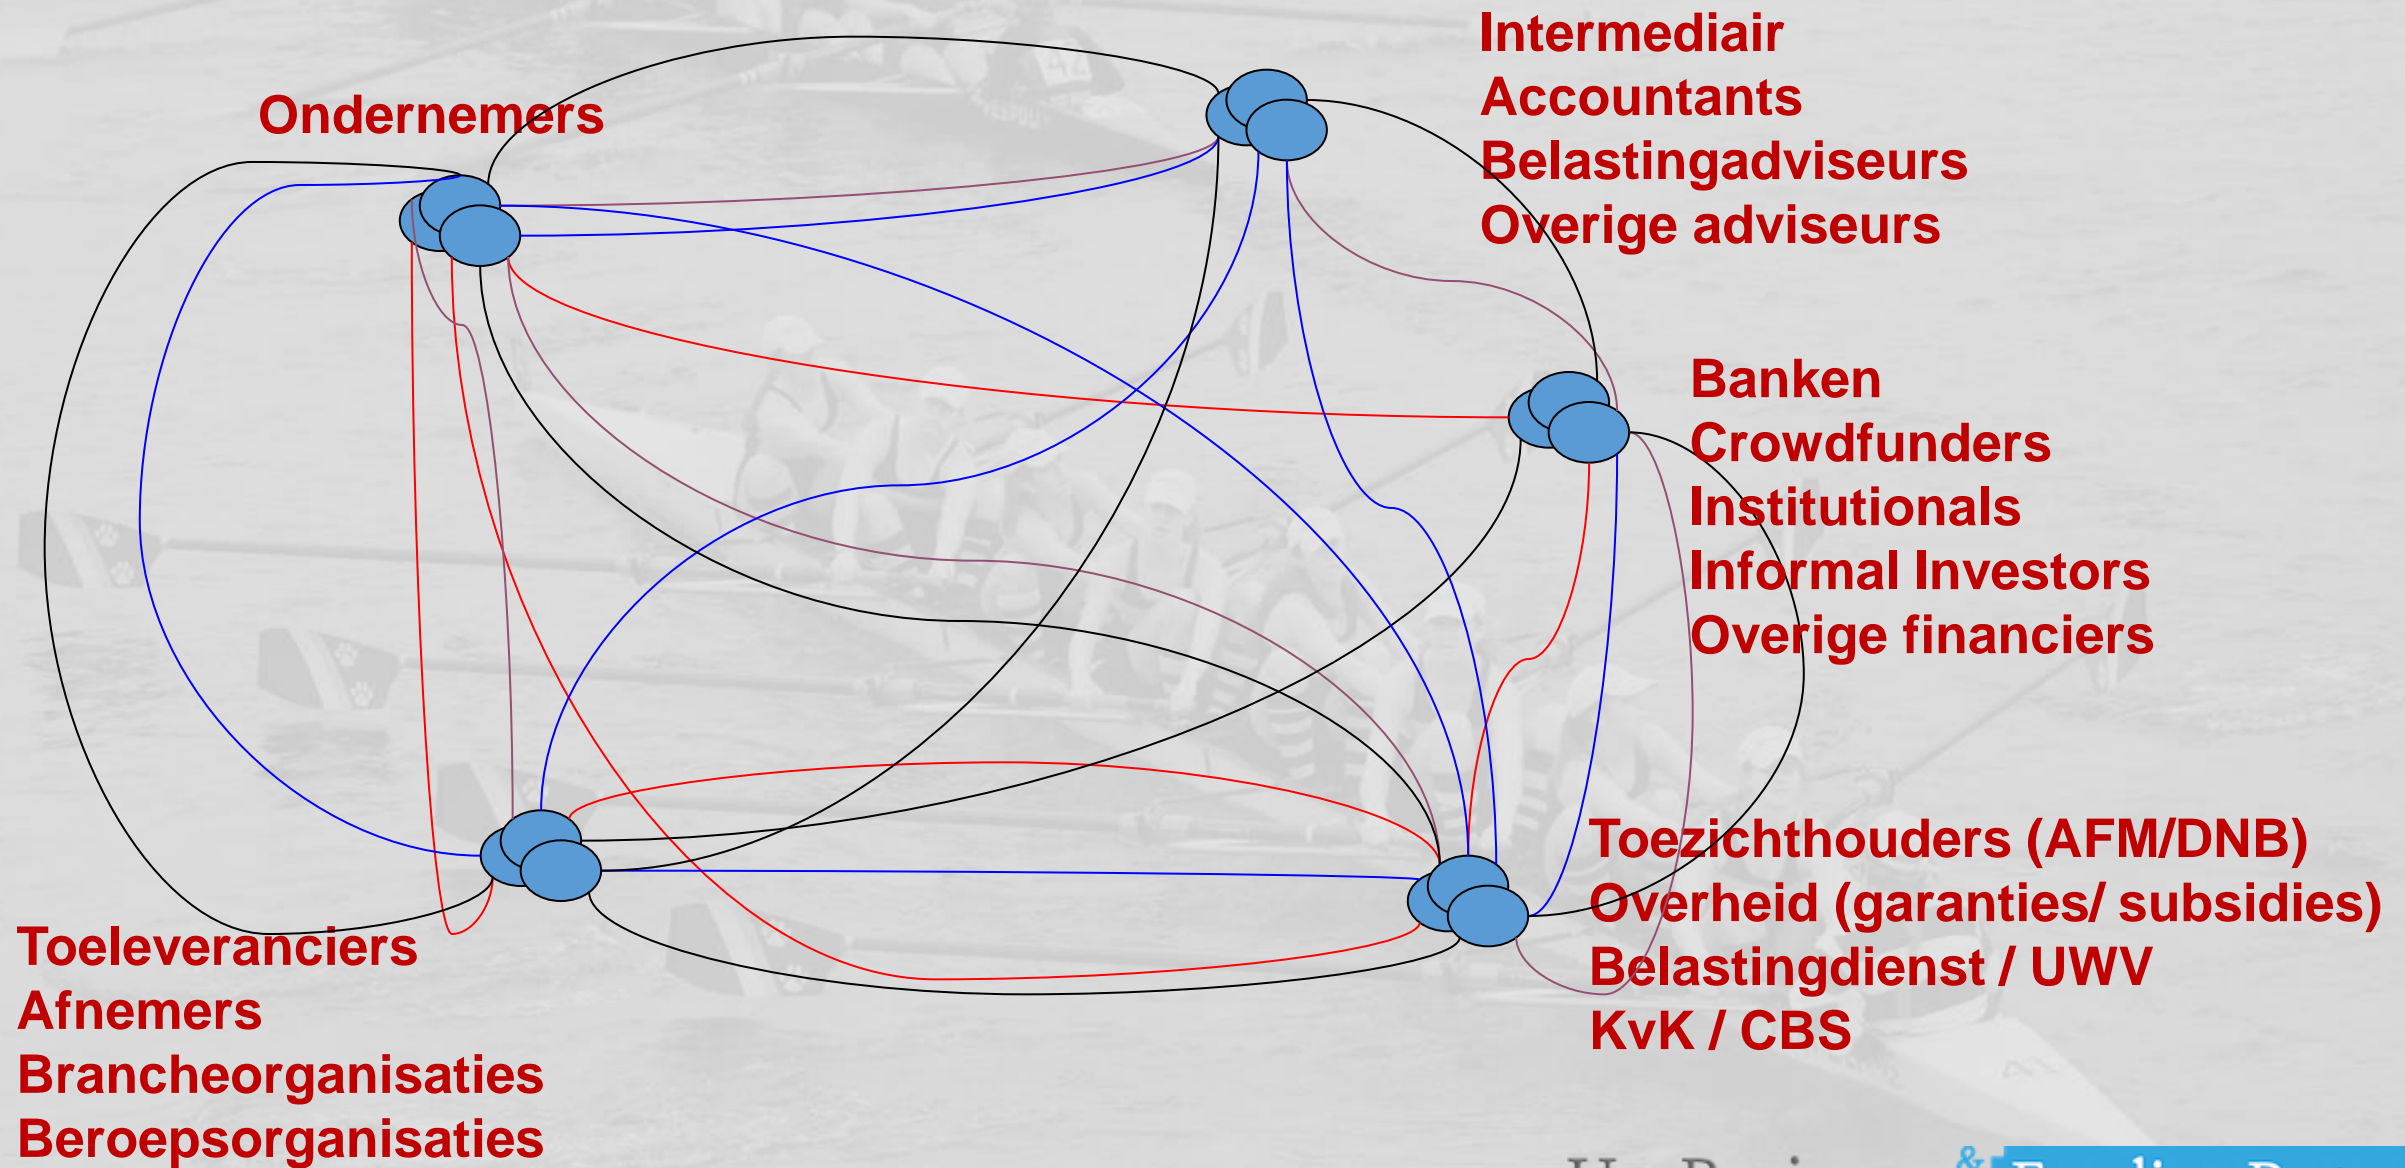 Ondernemers
Intermediair
Accountants
Belastingadviseurs
Overige adviseurs
Banken
Crowdfunders
Institutionals
Informal Investors
Overige financiers
Toezichthouders (AFM/DNB)
Overheid (garanties/ subsidies)
Belastingdienst / UWV
KvK / CBS
Toeleveranciers
Afnemers
Brancheorganisaties
Beroepsorganisaties
&